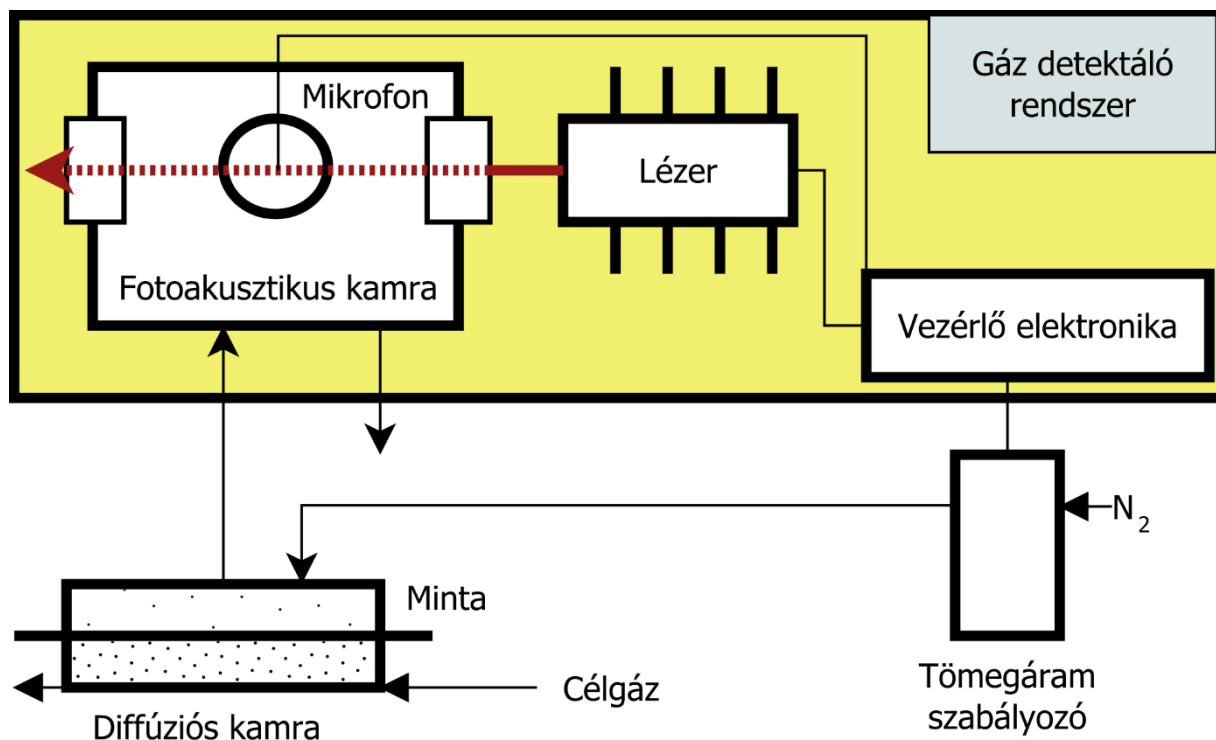 Gáz detektáló
rendszer
Mikrofon
Lézer
Fotoakusztikus kamra
Vezérlő elektronika
N2
Minta
Célgáz
Diffúziós kamra
Tömegáram
szabályozó